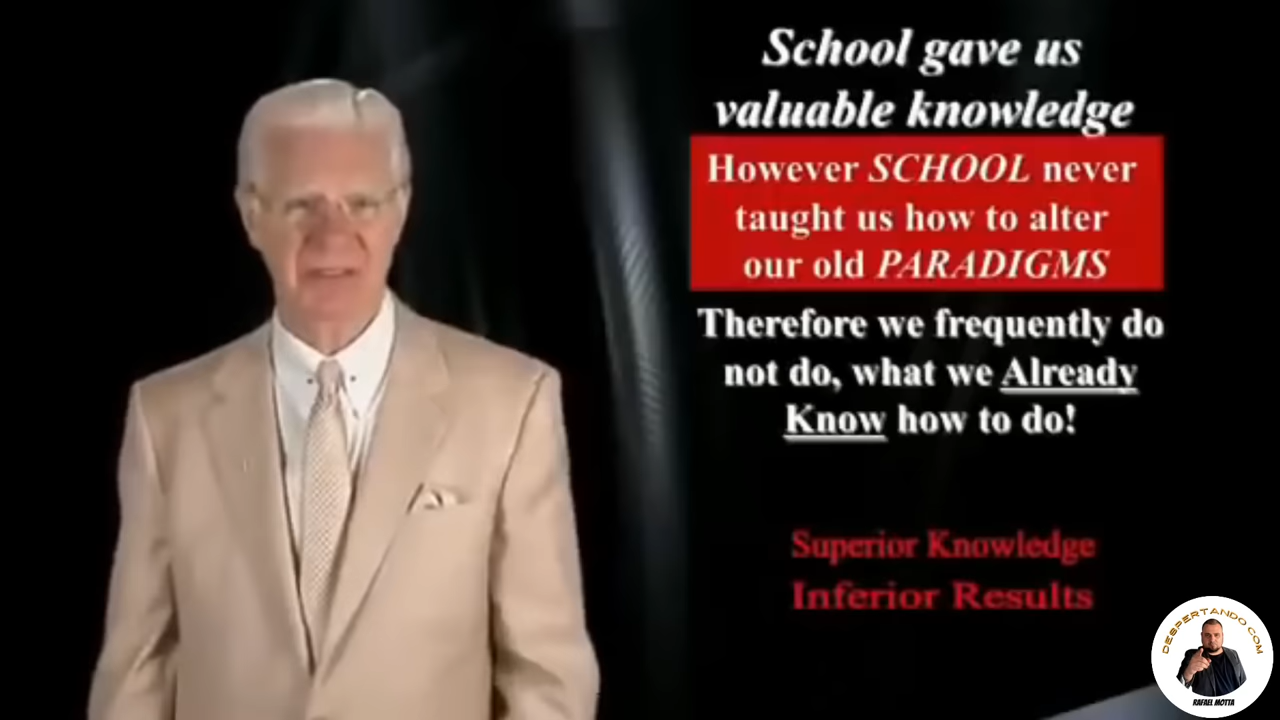 School gave us
valuable knowledge
However SCHOOL never
taught us how to alter
our old PARADIGMS
Therefore we frequently do
not do, what we Already
Know how to do!
Superior Knowledge
Inferior Results
DESPERTANDO COM
RAFAEL MOTTA